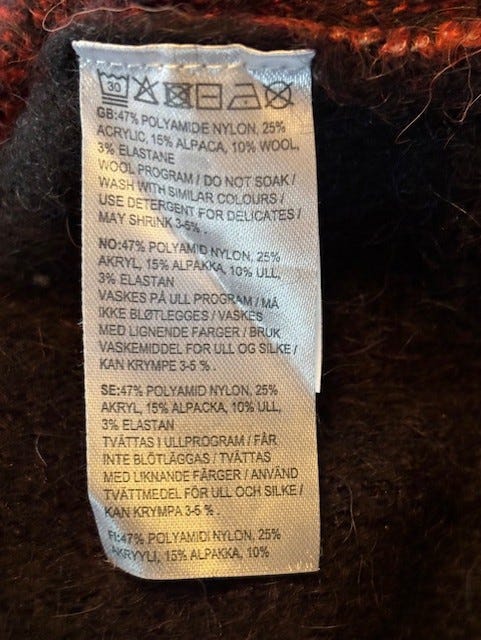 30
GB:47% POLYAMIDE NYLON, 25%
ACRYLIC, 15% ALPACA, 10% WOOL,
3% ELASTANE
WOOL PROGRAM / DO NOT SOAK /
WASH WITH SIMILAR COLOURS /
USE DETERGENT FOR DELICATES /
MAY SHRINK 3-5% .
NO:47% POLYAMID NYLON, 25%
AKRYL, 15% ALPAKKA, 10% ULL,
3% ELASTAN
VASKES PÅ ULL PROGRAM / MÅ
IKKE BLØTLEGGES / VASKES
MED LIGNENDE FARGER / BRUK
VASKEMIDDEL FOR ULL OG SILKE /
KAN KRYMPE 3-5 % .
SE:47% POLYAMID NYLON, 25%
AKRYL, 15% ALPACKA, 10% ULL,
3% ELASTAN
TVÄTTAS I ULLPROGRAM / FÅR
INTE BLÖTLÄGGAS / TVÄTTAS
MED LIKNANDE FÄRGER / ANVÄND
TVÄTTMEDEL FÖR ULL OCH SILKE /
KAN KRYMPA 3-5 % .
FI:47% POLYAMIDI NYLON, 25%
AKRYYLI, 15% ALPAKKA, 10%